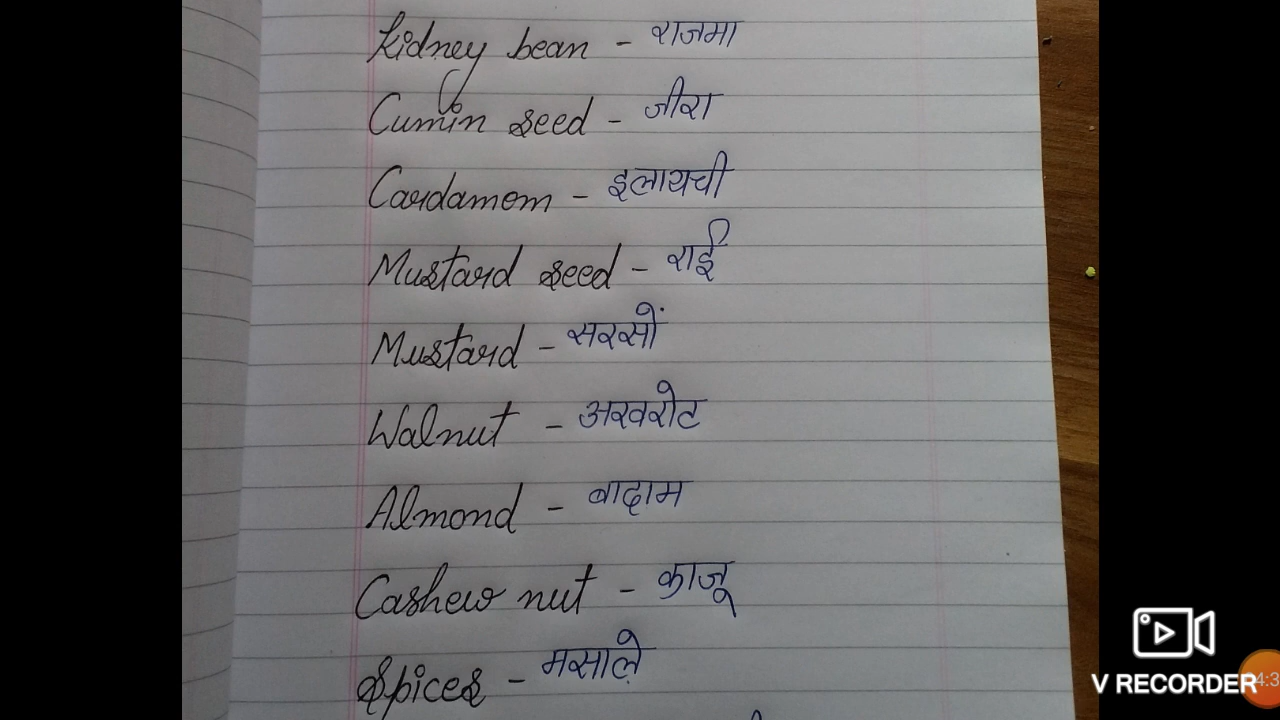 Kidney bean - राजमा
Cumin seed - जीरा
Cardamom - इलायची
Mustard seed - राई
Mustard - सरसों
Walnut - अखरोट
Almond - बादाम
Cashew nut - काजू
Spices - मसाले
V RECORDER